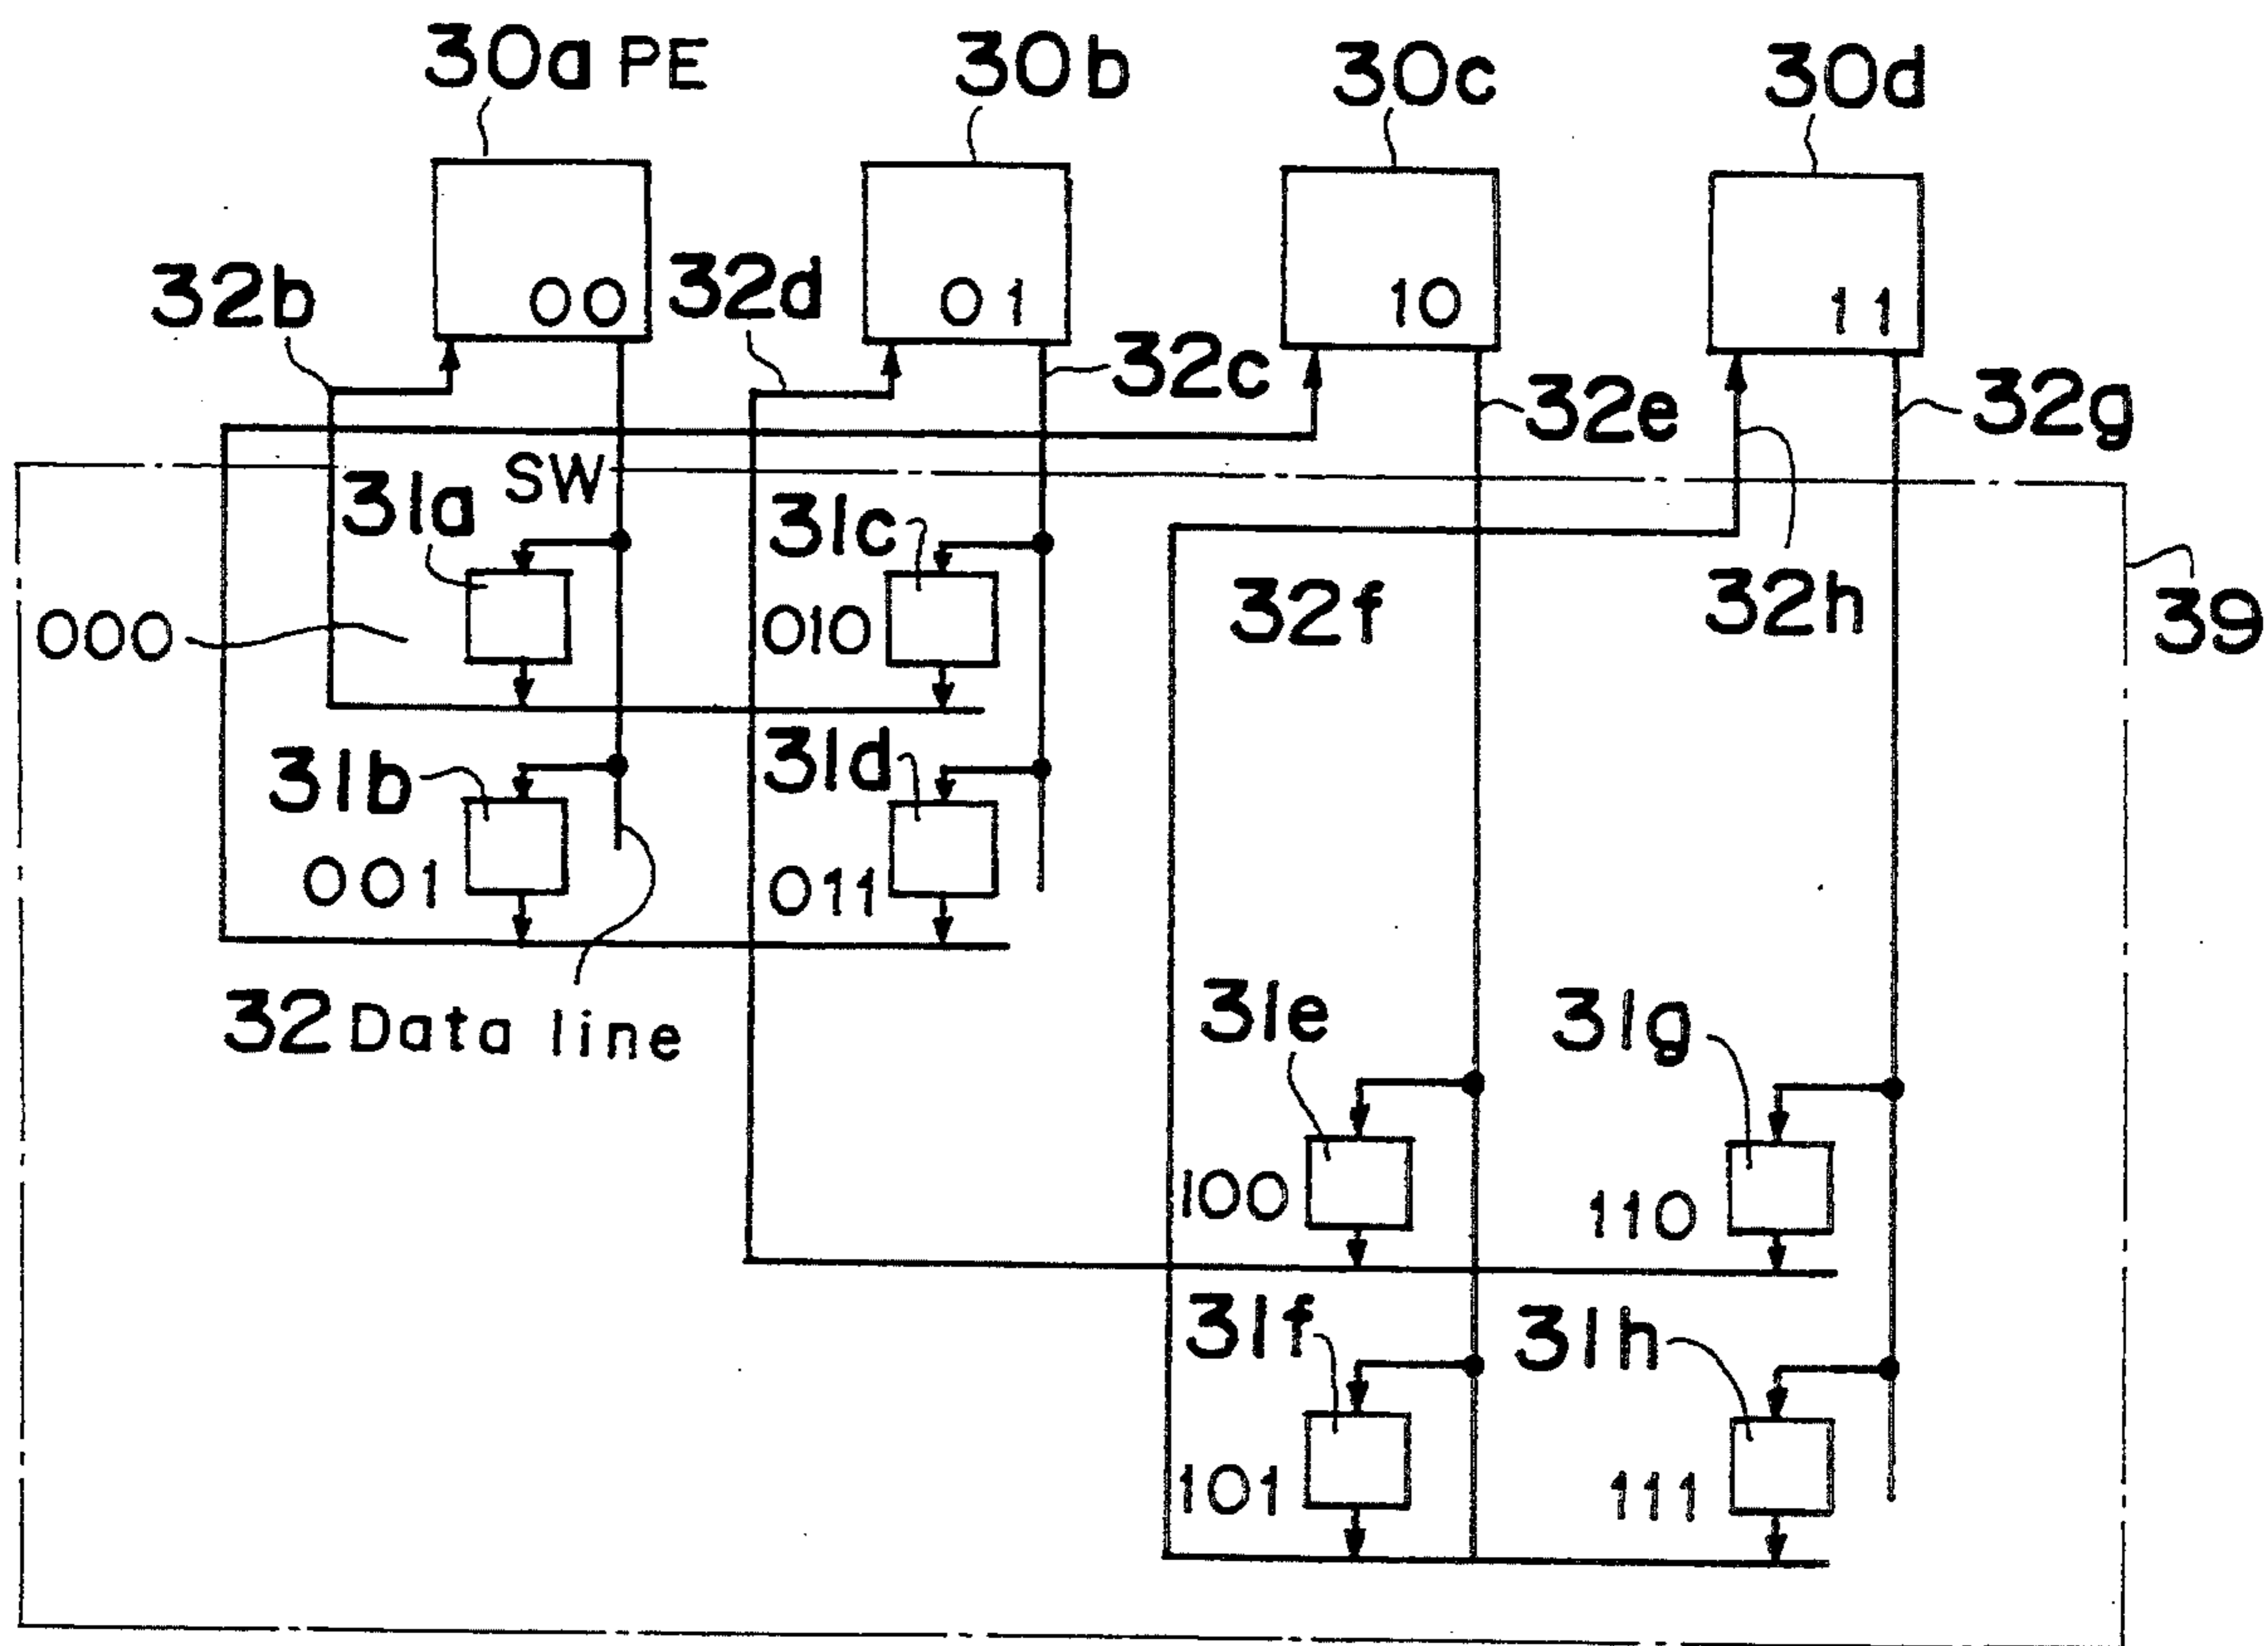 30a PE
30b
30c
30d
00
01
10
11
32b
32d
32c
32e
32g
SW
31a
31c
32f
32h
39
000
010
31b
31d
001
011
32 Data line
31e
31g
100
110
31f
31h
101
111